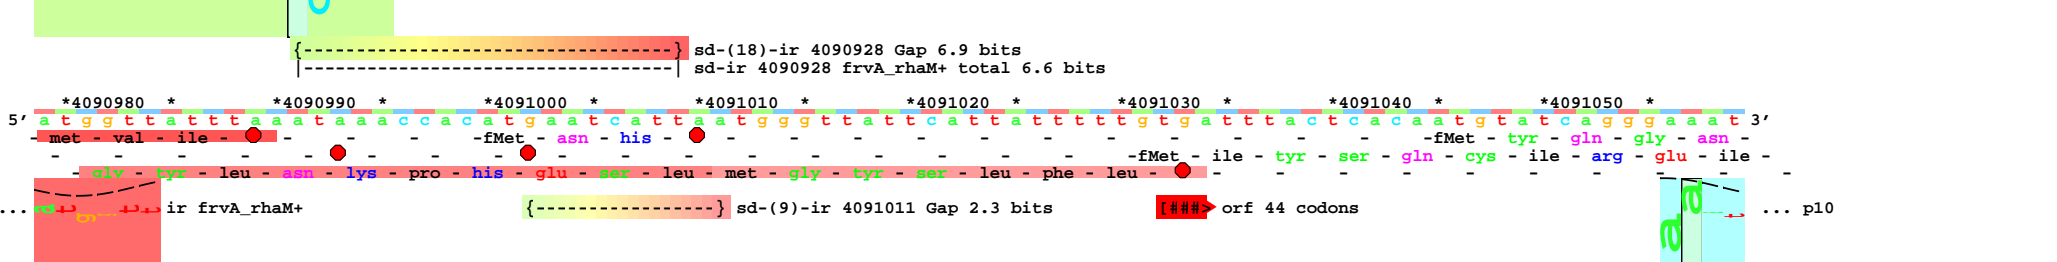 {-----------------------------------} sd-(18)-ir 4090928 Gap 6.9 bits
|-----------------------------------| sd-ir 4090928 frvA_rhaM+ total 6.6 bits
*4090980 * *4090990 * *4091000 * *4091010 * *4091020 * *4091030 * *4091040 * *4091050 *
5’ a t g g t t a t t t a a a t a a a c c a c a t g a a t c a t t a a t g g g t t a t t c a t t a t t t t t g t g a t t t a c t c a c a a t g t a t c a g g g a a a t 3’
- met - val - ile - - - - -fMet - asn - his - - - - - - - - - - - - -fMet - tyr - gln - gly - asn -
- - - - - - - - - - - - - - - - -fMet - ile - tyr - ser - gln - cys - ile - arg - glu - ile -
- gly - tyr - leu - asn - lys - pro - his - glu - ser - leu - met - gly - tyr - ser - leu - phe - leu - - - - - - - - - - -
... ir frvA_rhaM+ {-----------------} sd-(9)-ir 4091011 Gap 2.3 bits [###> orf 44 codons a a ... p10